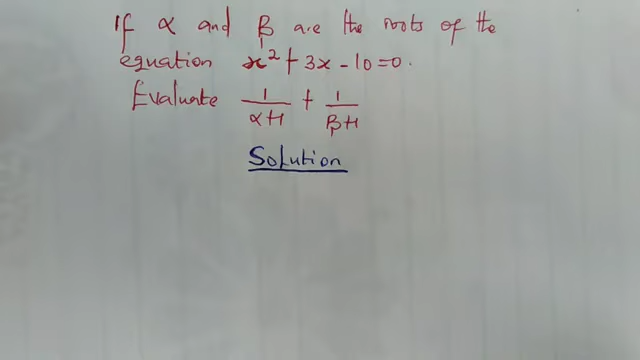 If α and β are the roots of the
equation x² + 3x - 10 = 0.
Evaluate 1/(α+1) + 1/(β+1)
Solution